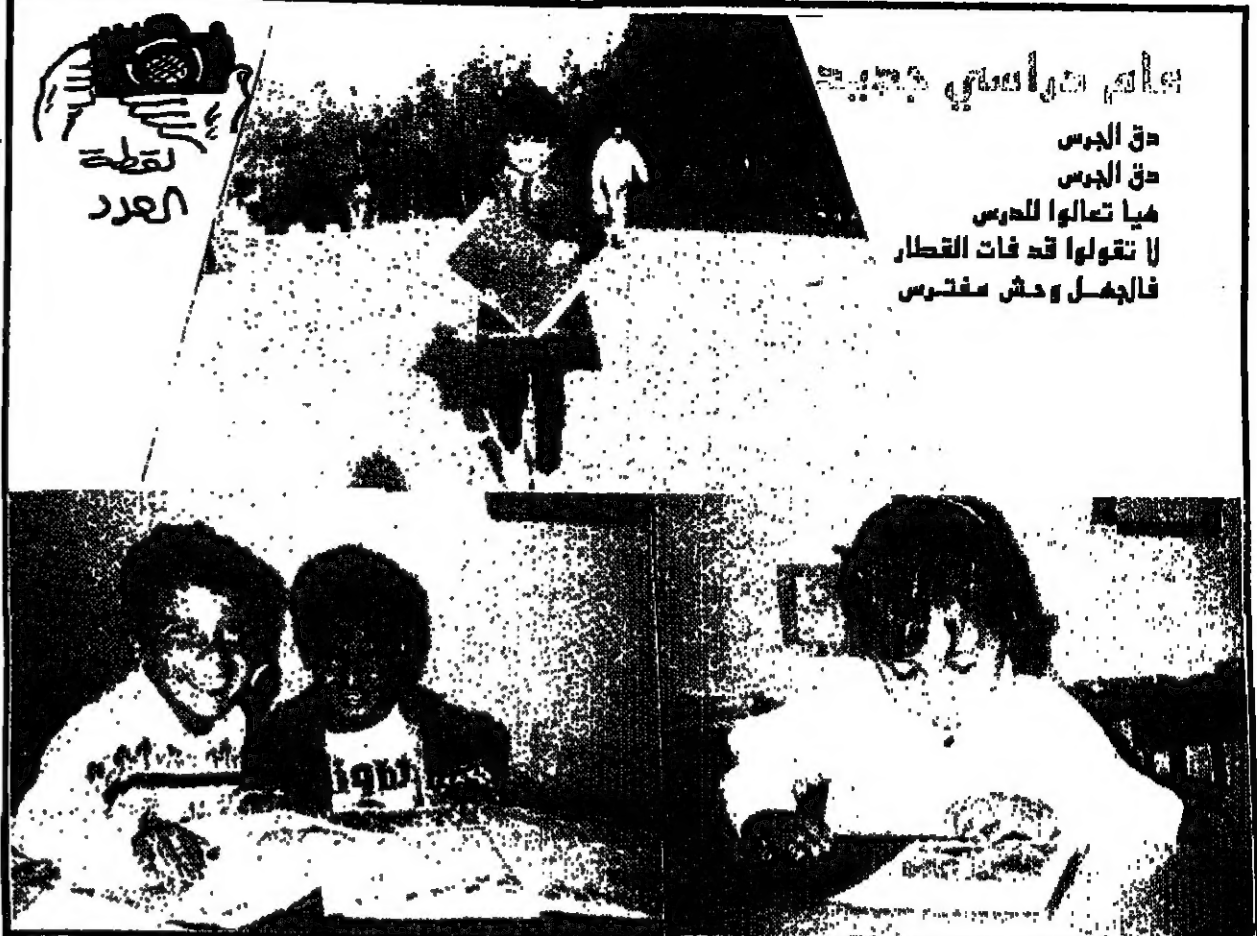 عام دراسي جديد
دق الجرس
دق الجرس
هيا تعالوا للدرس
لا تقولوا قد فات القطار
فالجهل وحش مفترس
لقطة
العدد
ight